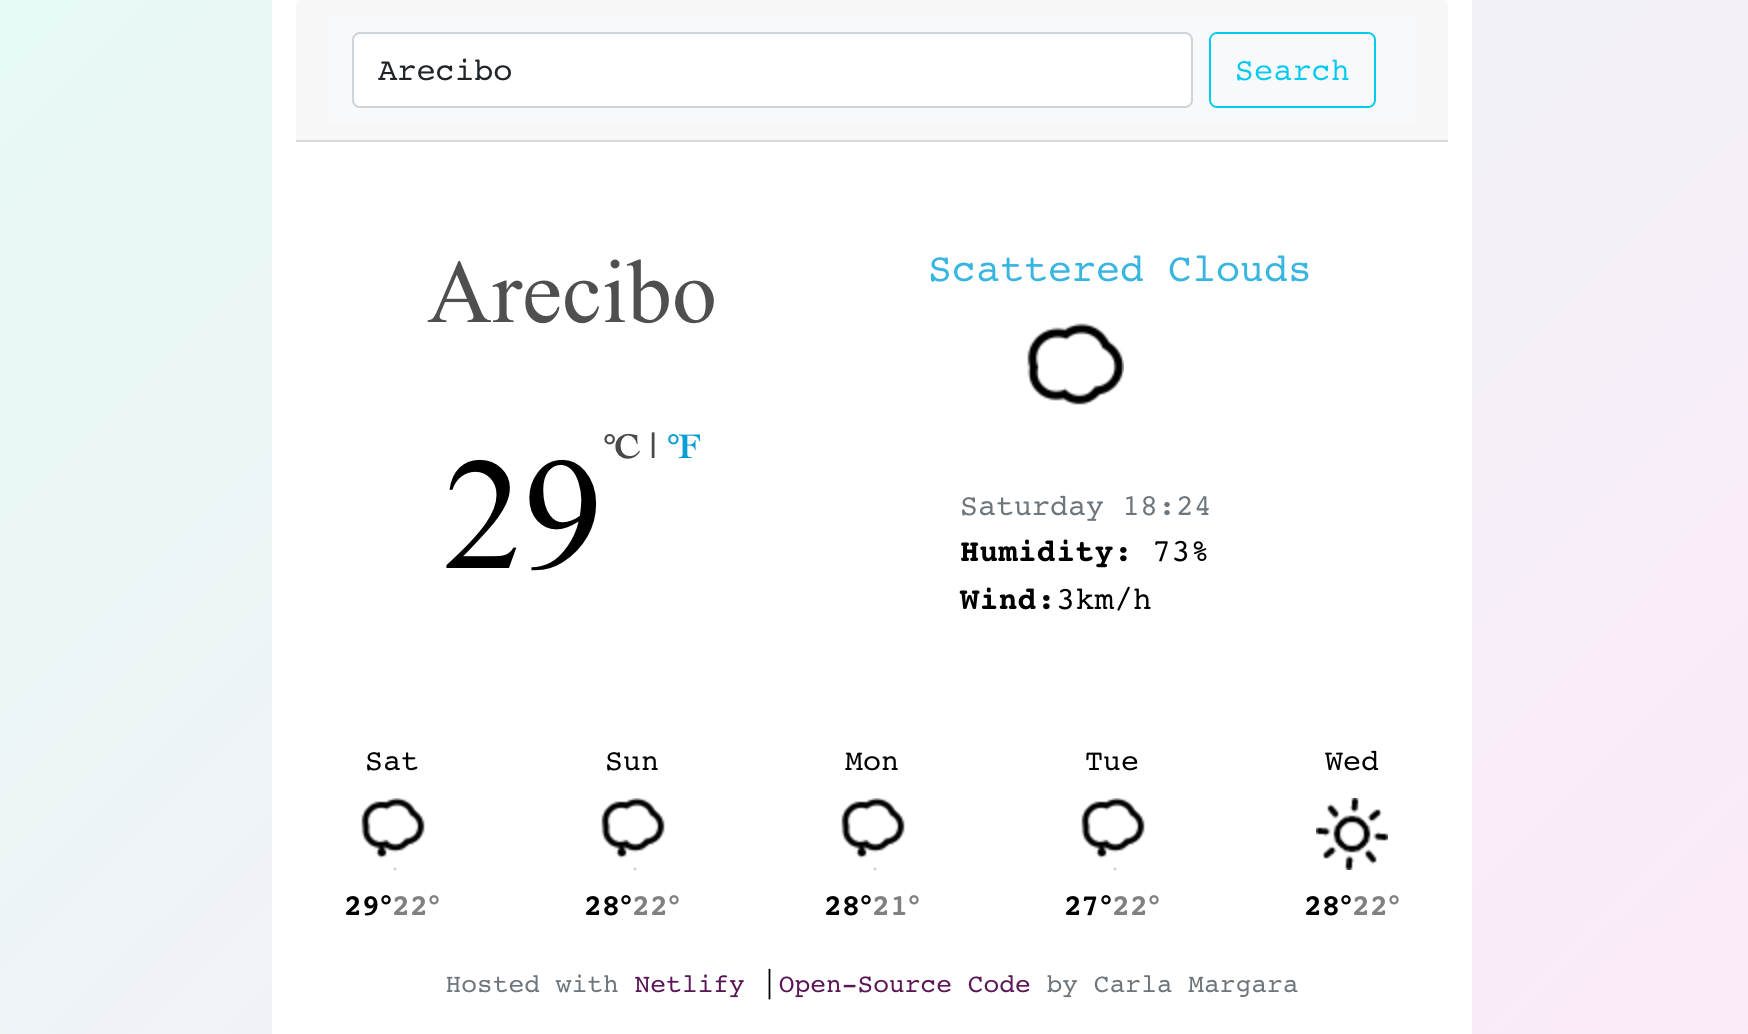 Arecibo
Search
Arecibo
Scattered Clouds
29 °C | °F
Saturday 18:24
Humidity: 73%
Wind:3km/h
Sat Sun Mon Tue Wed
29°22° 28°22° 28°21° 27°22° 28°22°
Hosted with Netlify |Open-Source Code by Carla Margara